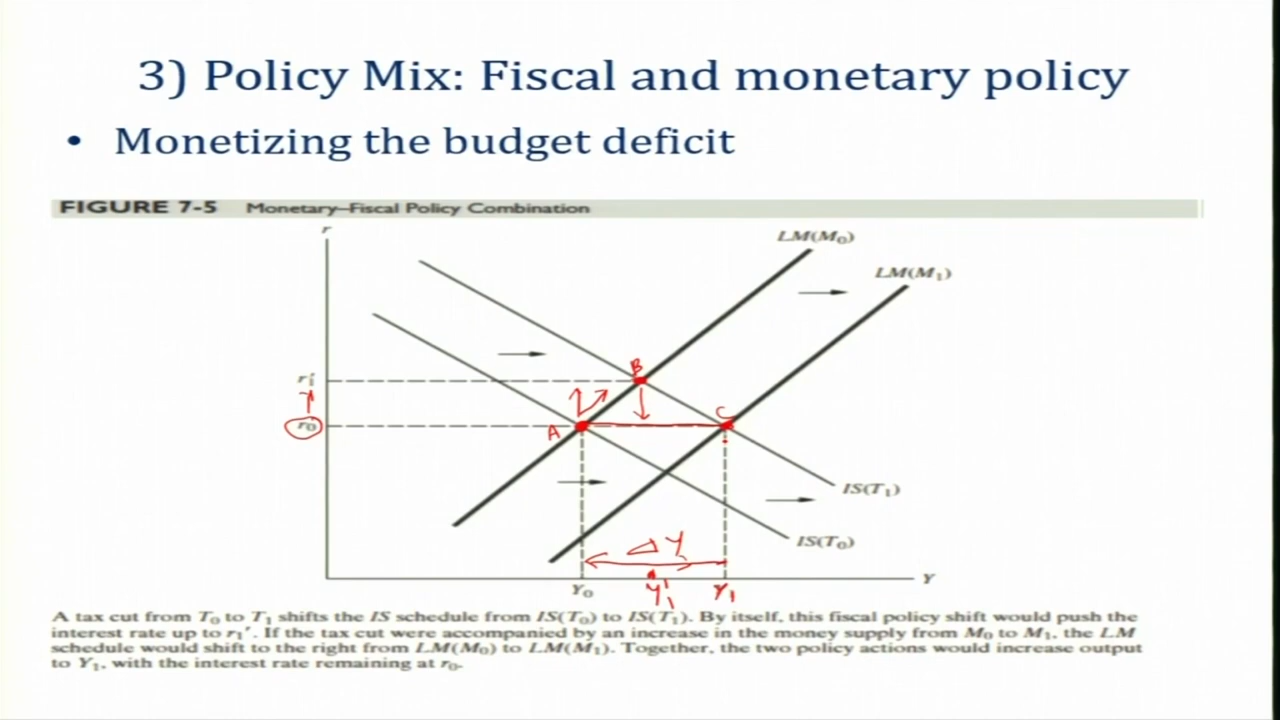 3) Policy Mix: Fiscal and monetary policy
• Monetizing the budget deficit
FIGURE 7-5 Monetary–Fiscal Policy Combination
r
LM(M₀)
LM(M₁)
B
r₁′
C
r₀
A
IS(T₁)
IS(T₀)
ΔY
Y₀
Y₁′
Y₁
Y
A tax cut from T₀ to T₁ shifts the IS schedule from IS(T₀) to IS(T₁). By itself, this fiscal policy shift would push the
interest rate up to r₁′. If the tax cut were accompanied by an increase in the money supply from M₀ to M₁, the LM
schedule would shift to the right from LM(M₀) to LM(M₁). Together, the two policy actions would increase output
to Y₁, with the interest rate remaining at r₀.